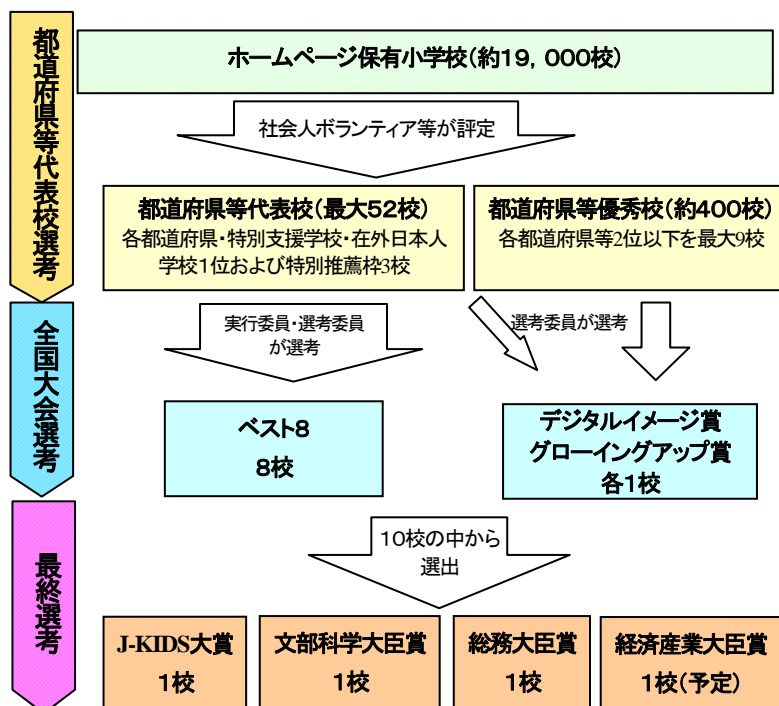 都道府県等代表校選考
ホームページ保有小学校(約19,000校)
社会人ボランティア等が評定
都道府県等代表校(最大52校)
各都道府県・特別支援学校・在外日本人
学校1位および特別推薦枠3校
都道府県等優秀校(約400校)
各都道府県等2位以下を最大9校
全国大会選考
実行委員・選考委員
が選考
選考委員が選考
ベスト8
8校
デジタルイメージ賞
グローイングアップ賞
各1校
最終選考
10校の中から
選出
J-KIDS大賞
1校
文部科学大臣賞
1校
総務大臣賞
1校
経済産業大臣賞
1校(予定)